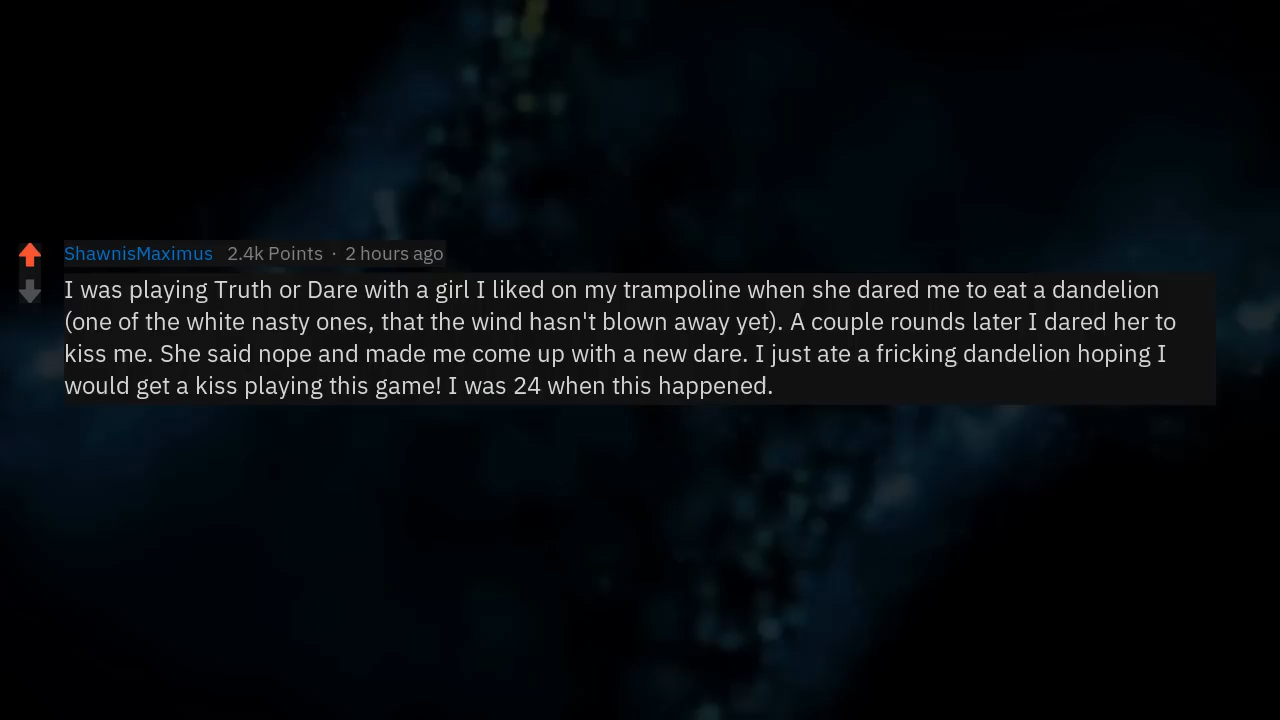 ShawnisMaximus 2.4k Points · 2 hours ago
I was playing Truth or Dare with a girl I liked on my trampoline when she dared me to eat a dandelion
(one of the white nasty ones, that the wind hasn't blown away yet). A couple rounds later I dared her to
kiss me. She said nope and made me come up with a new dare. I just ate a fricking dandelion hoping I
would get a kiss playing this game! I was 24 when this happened.